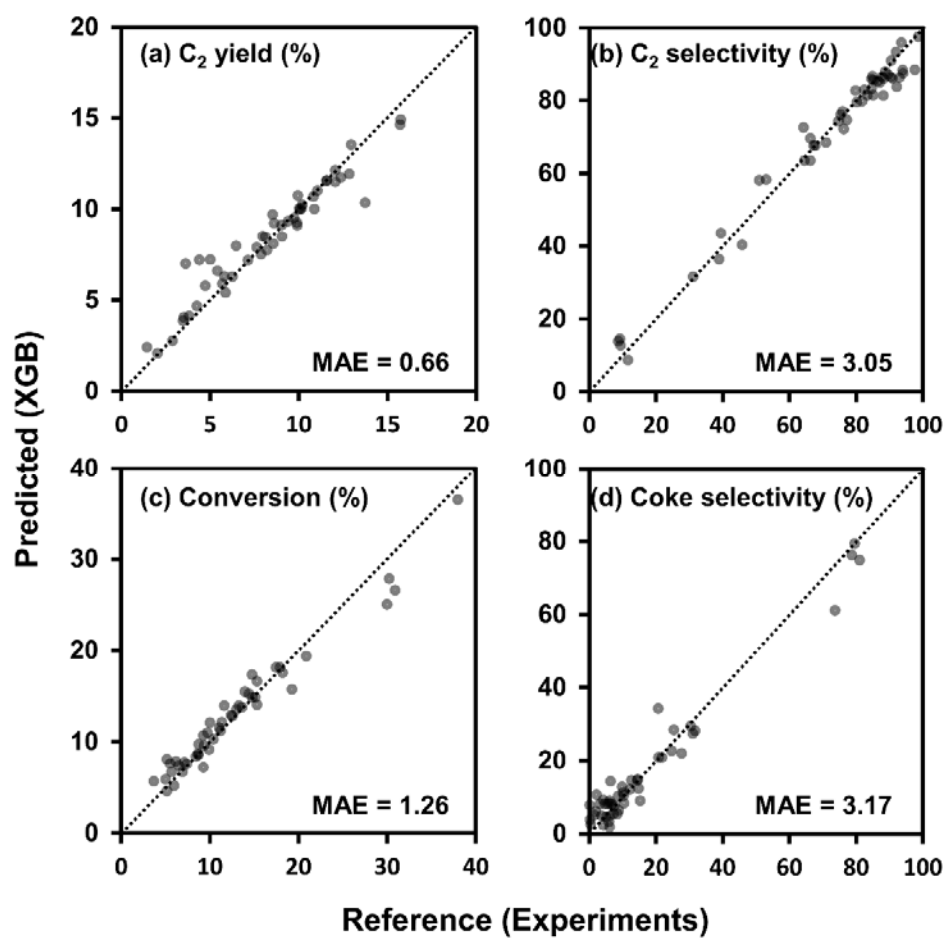 Predicted (XGB)
(a) C₂ yield (%)
20
15
10
5
0
MAE = 0.66
0 5 10 15 20
(b) C₂ selectivity (%)
100
80
60
40
20
0
MAE = 3.05
0 20 40 60 80 100
(c) Conversion (%)
40
30
20
10
0
MAE = 1.26
0 10 20 30 40
(d) Coke selectivity (%)
100
80
60
40
20
0
MAE = 3.17
0 20 40 60 80 100
Reference (Experiments)